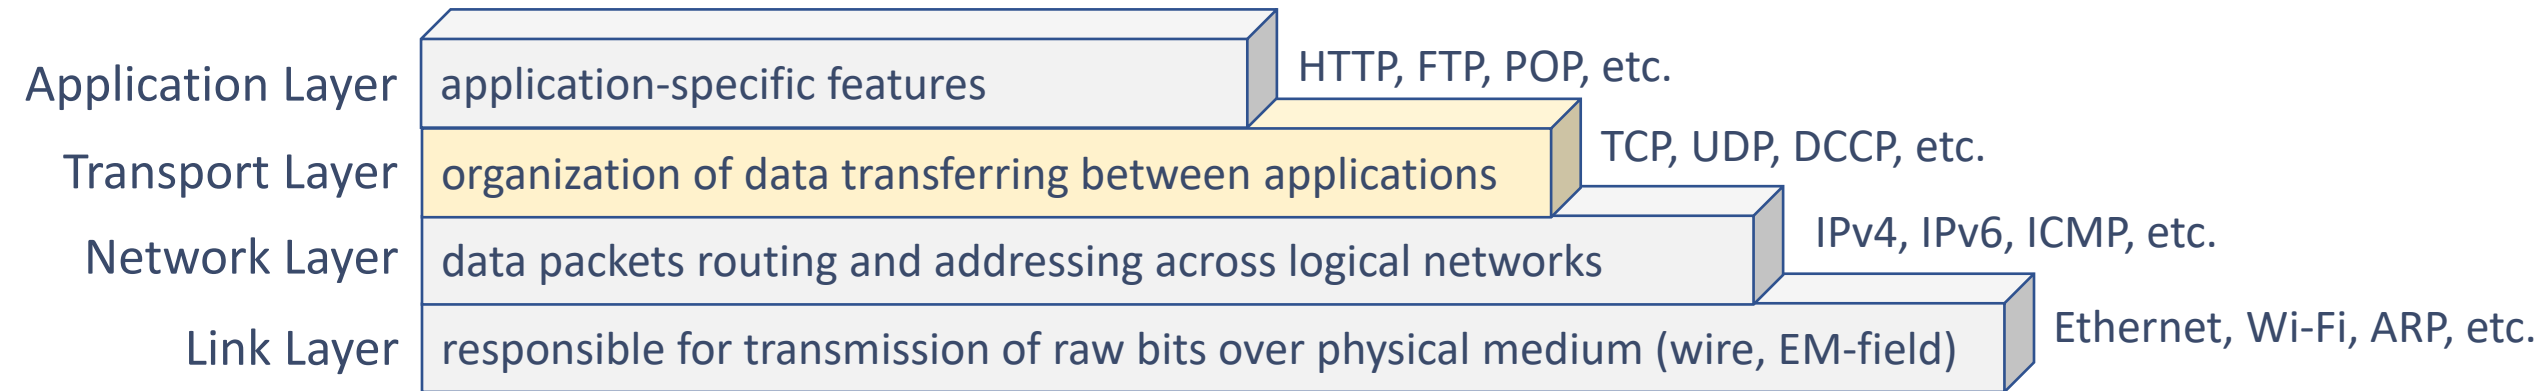 Application Layer
application-specific features
HTTP, FTP, POP, etc.
Transport Layer
organization of data transferring between applications
TCP, UDP, DCCP, etc.
Network Layer
data packets routing and addressing across logical networks
IPv4, IPv6, ICMP, etc.
Link Layer
responsible for transmission of raw bits over physical medium (wire, EM-field)
Ethernet, Wi-Fi, ARP, etc.